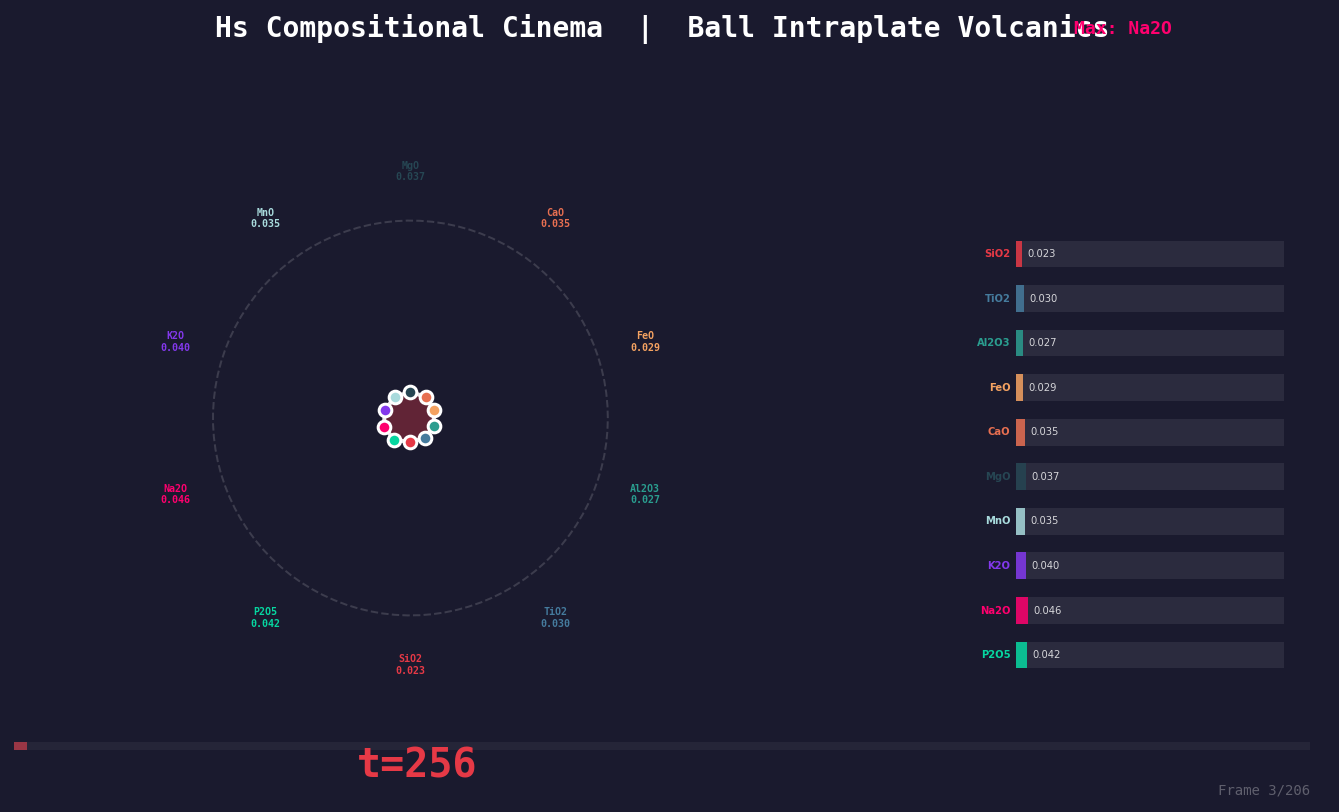 Hs Compositional Cinema | Ball Intraplate Volcanics
Max: Na2O
MgO
0.037
MnO
0.035
CaO
0.035
K2O
0.040
FeO
0.029
Na2O
0.046
Al2O3
0.027
P2O5
0.042
TiO2
0.030
SiO2
0.023
SiO2 0.023
TiO2 0.030
Al2O3 0.027
FeO 0.029
CaO 0.035
MgO 0.037
MnO 0.035
K2O 0.040
Na2O 0.046
P2O5 0.042
t=256
Frame 3/206